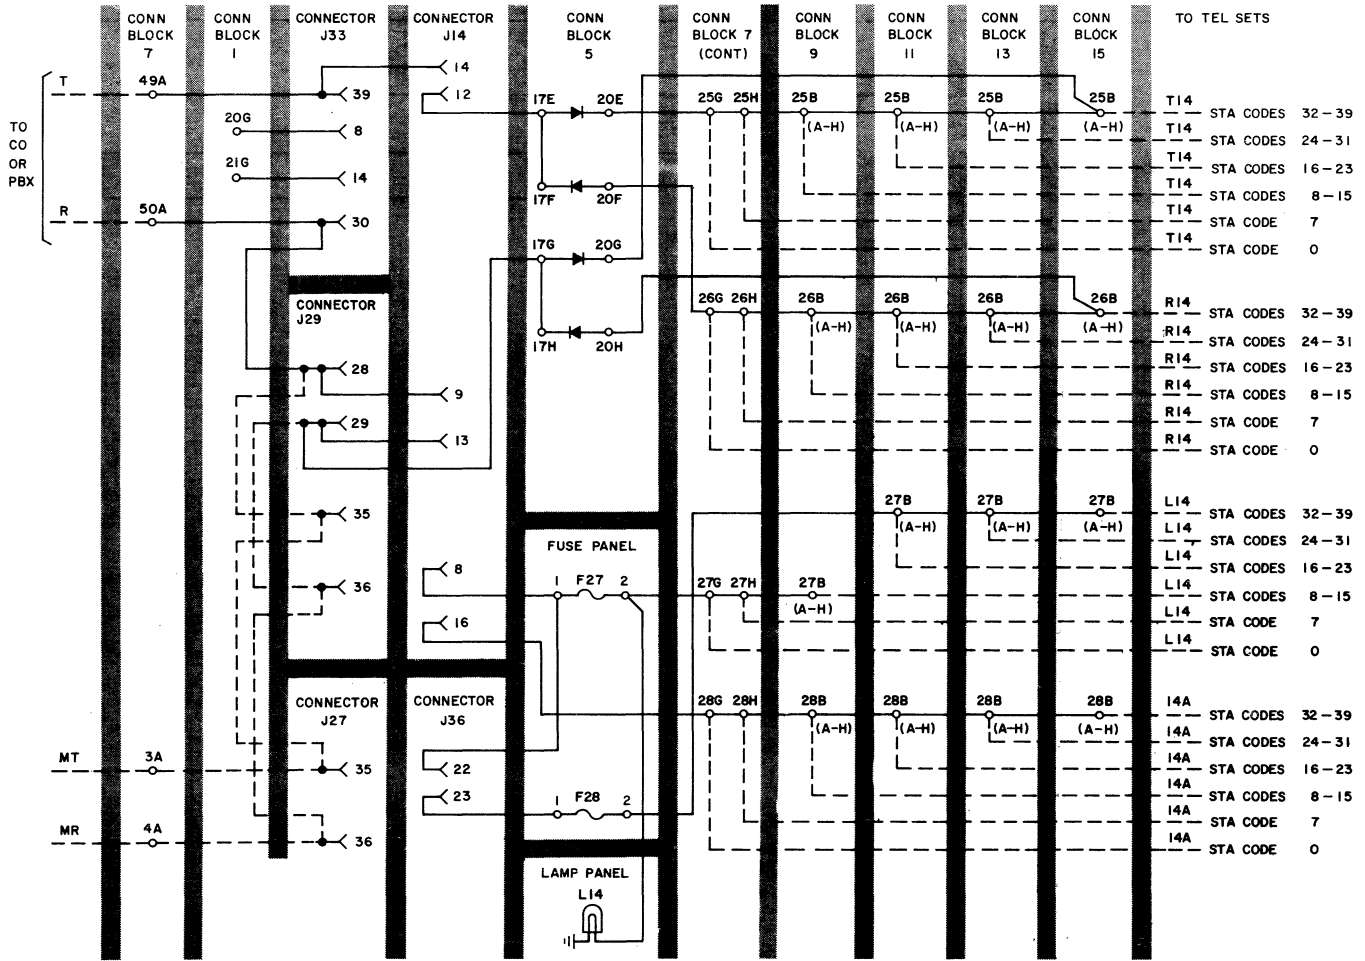 CONN BLOCK 7
CONN BLOCK 1
CONNECTOR J33
CONNECTOR J14
CONN BLOCK 5
CONN BLOCK 7 (CONT)
CONN BLOCK 9
CONN BLOCK 11
CONN BLOCK 13
CONN BLOCK 15
TO TEL SETS
TO CO OR PBX
T 49A 39 14
12 17E 20E 25G 25H 25B 25B 25B 25B T14
(A-H) (A-H) (A-H) (A-H) STA CODES 32-39
20G 8
T14 STA CODES 24-31
21G 14
T14 STA CODES 16-23
17F 20F T14 STA CODES 8-15
R 50A 30
T14 STA CODE 7
17G 20G T14 STA CODE 0
CONNECTOR J29
26G 26H 26B 26B 26B 26B R14
(A-H) (A-H) (A-H) (A-H) STA CODES 32-39
17H 20H
R14 STA CODES 24-31
28
R14 STA CODES 16-23
9
R14 STA CODES 8-15
29
R14 STA CODE 7
13
R14 STA CODE 0
35
27B 27B 27B L14
(A-H) (A-H) (A-H) STA CODES 32-39
FUSE PANEL
L14 STA CODES 24-31
8
L14 STA CODES 16-23
36
1 F27 2 27G 27H 27B (A-H) L14 STA CODES 8-15
16
L14 STA CODE 7
L14 STA CODE 0
CONNECTOR J27
CONNECTOR J36
28G 28H 28B 28B 28B 28B 14A
(A-H) (A-H) (A-H) (A-H) STA CODES 32-39
14A STA CODES 24-31
MT 3A 35 22
14A STA CODES 16-23
23
14A STA CODES 8-15
1 F28 2
14A STA CODE 7
MR 4A 36
14A STA CODE 0
LAMP PANEL
L14